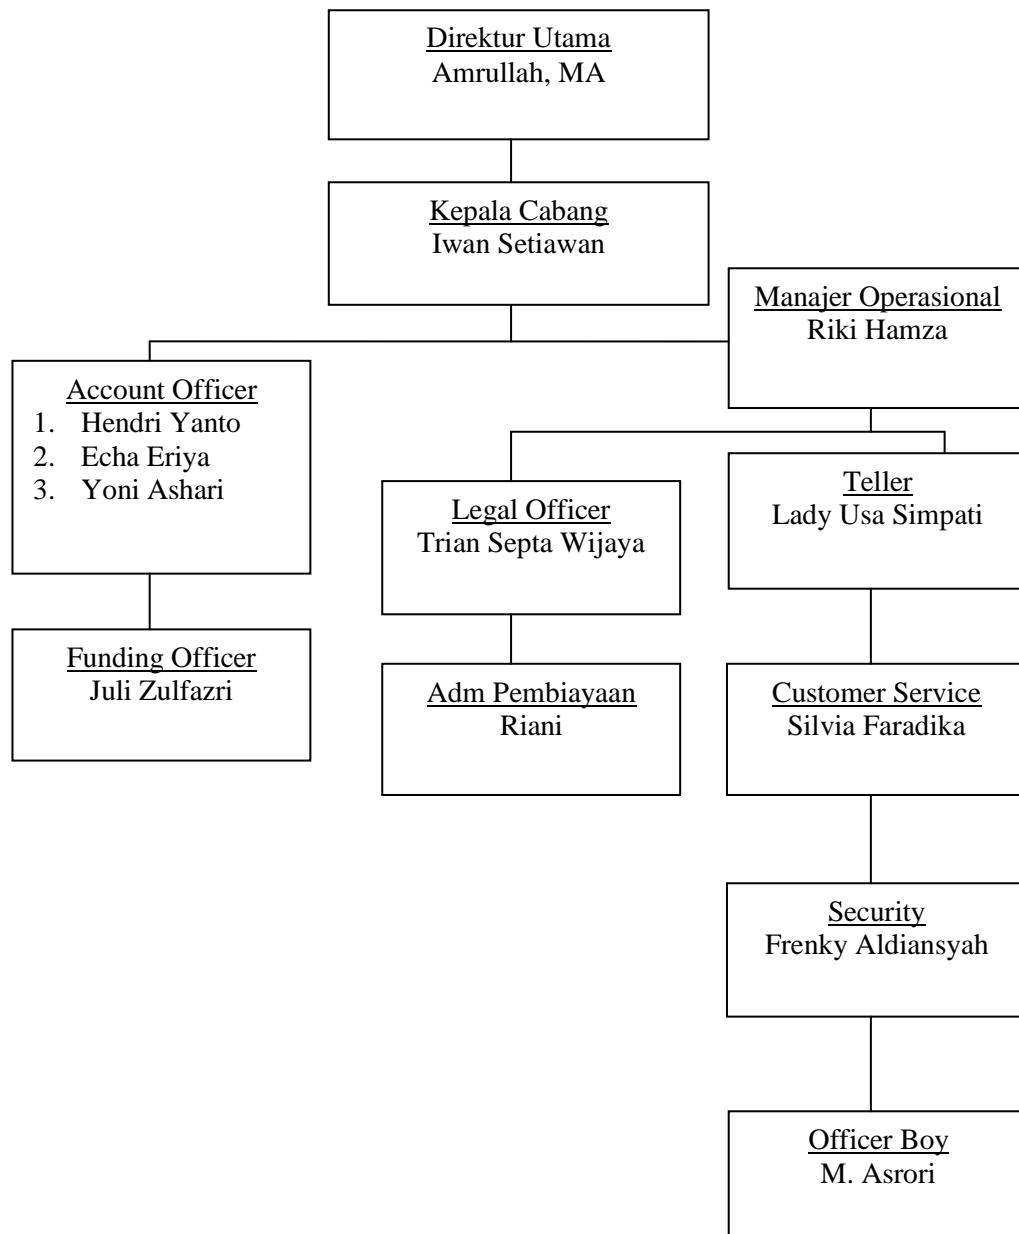 Direktur Utama
Amrullah, MA
Kepala Cabang
Iwan Setiawan
Manajer Operasional
Riki Hamza
Account Officer
1. Hendri Yanto
2. Echa Eriya
3. Yoni Ashari
Legal Officer
Trian Septa Wijaya
Teller
Lady Usa Simpati
Funding Officer
Juli Zulfazri
Adm Pembiayaan
Riani
Customer Service
Silvia Faradika
Security
Frenky Aldiansyah
Officer Boy
M. Asrori